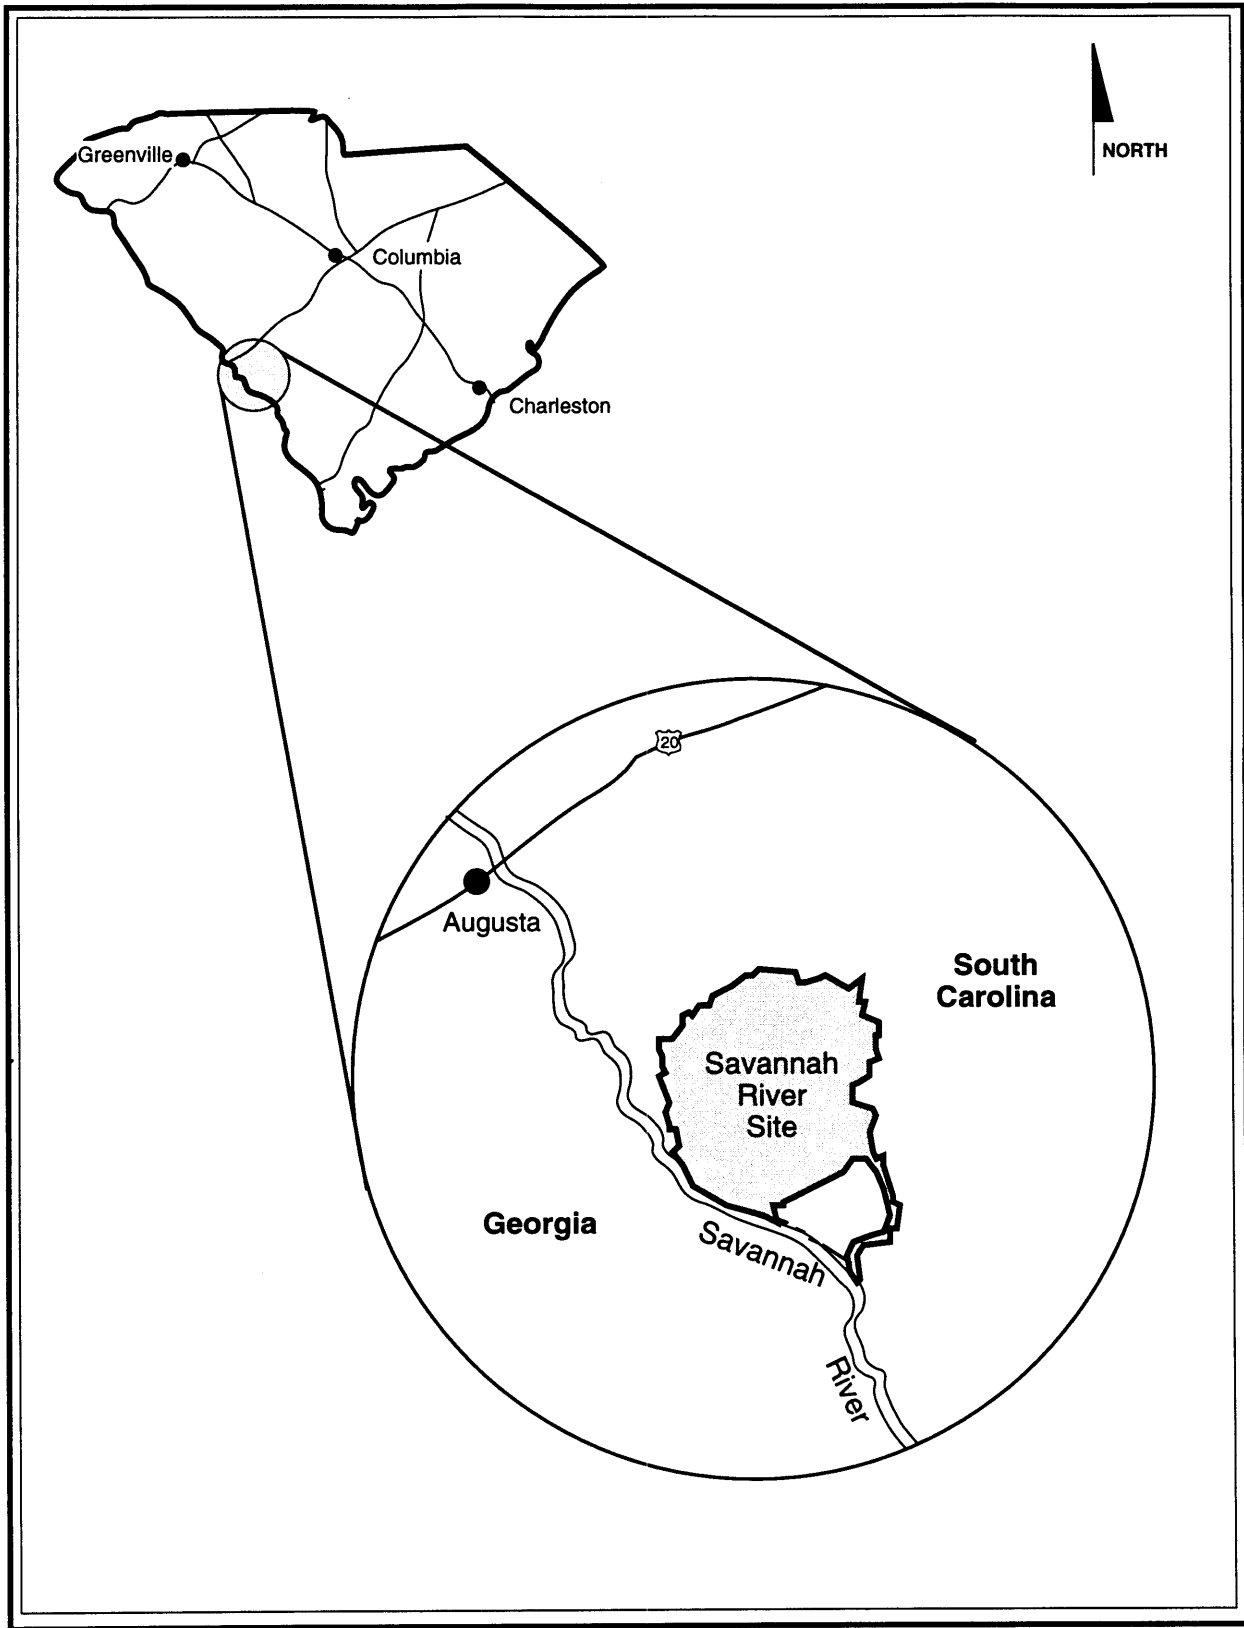 NORTH
Greenville
Columbia
Charleston
20
Augusta
South
Carolina
Savannah
River
Site
Georgia
Savannah
River